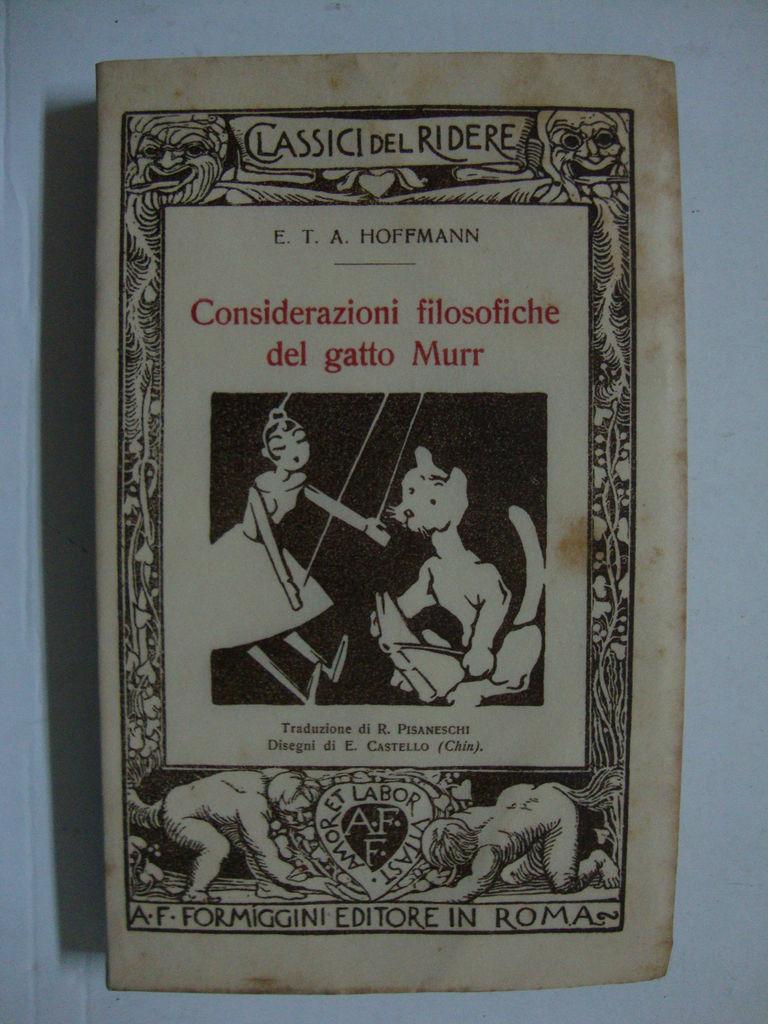 CLASSICI DEL RIDERE
E. T. A. HOFFMANN
Considerazioni filosofiche
del gatto Murr
Traduzione di R. PISANESCHI
Disegni di E. CASTELLO (Chin).
AMOR ET LABOR VITAST
A.F.
F.
A·F·FORMIGGINI EDITORE IN ROMA